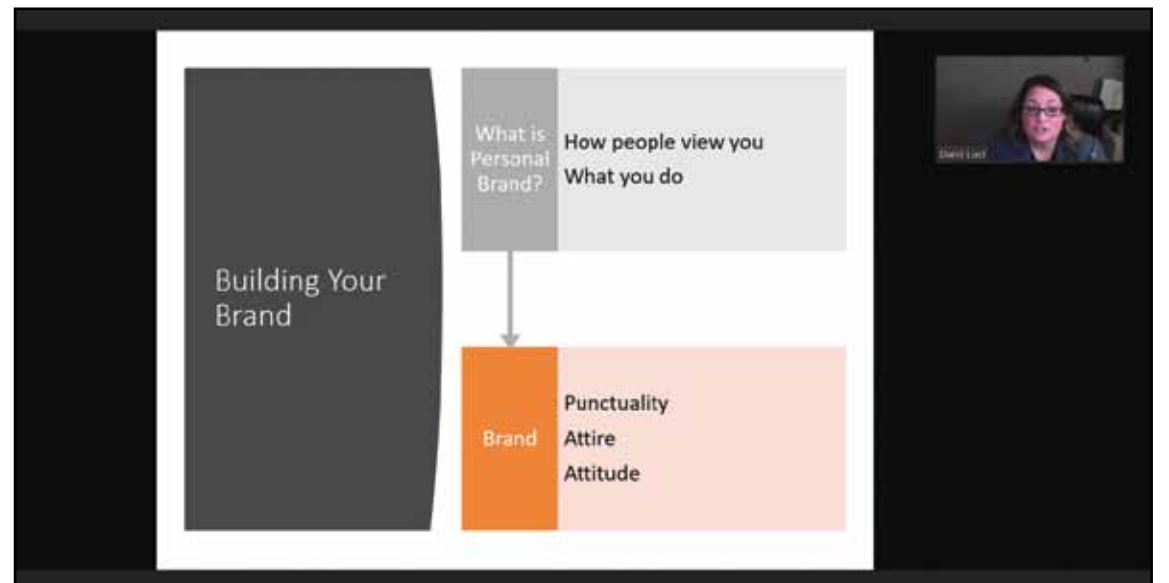 Building Your
Brand
What is
Personal
Brand?
How people view you
What you do
Brand
Punctuality
Attire
Attitude